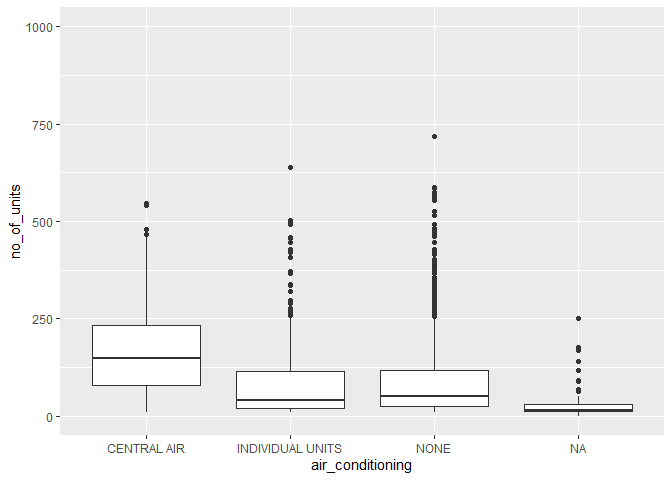 1000
750
500
250
0
no_of_units
CENTRAL AIR
INDIVIDUAL UNITS
NONE
NA
air_conditioning